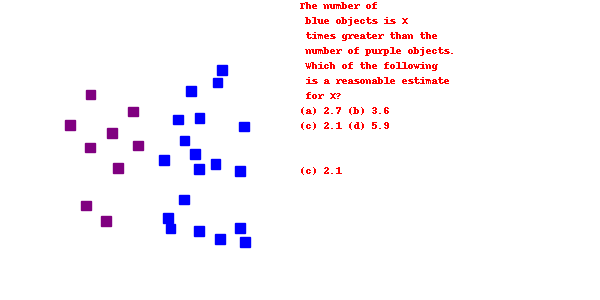 The number of
blue objects is X
times greater than the
number of purple objects.
Which of the following
is a reasonable estimate
for X?
(a) 2.7 (b) 3.6
(c) 2.1 (d) 5.9
(c) 2.1